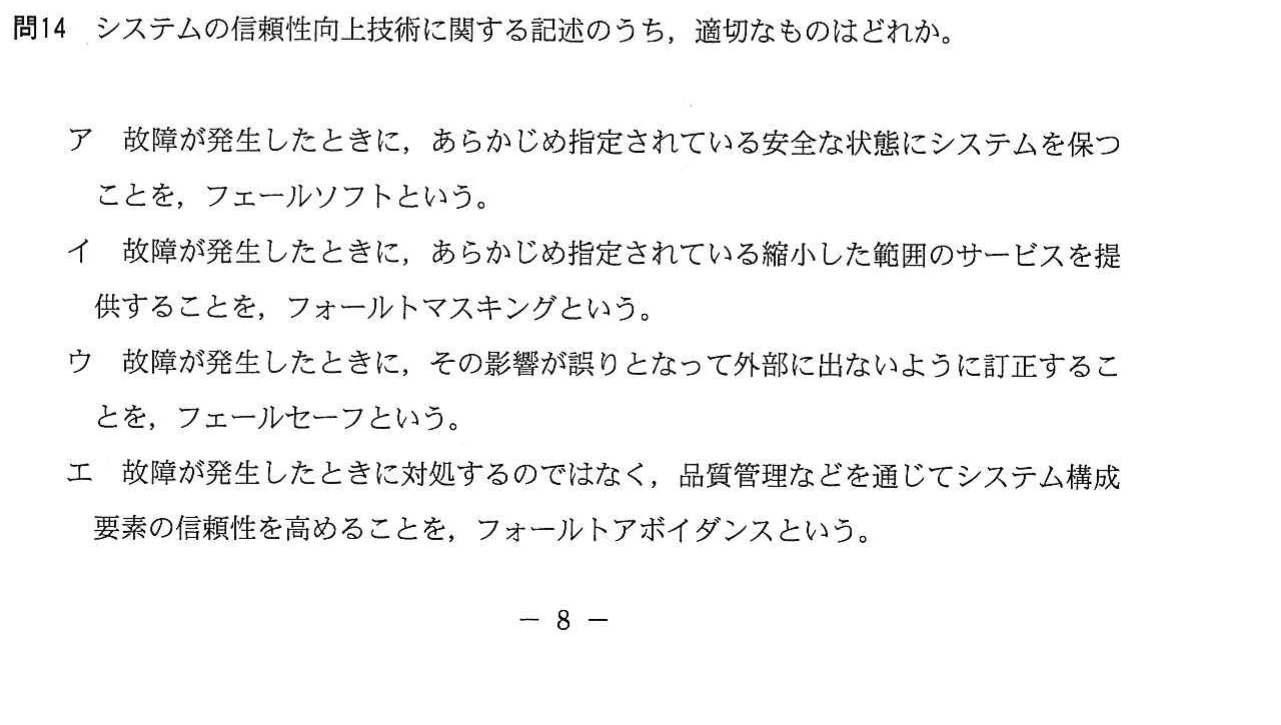 問14 システムの信頼性向上技術に関する記述のうち，適切なものはどれか。
ア 故障が発生したときに，あらかじめ指定されている安全な状態にシステムを保つ
ことを，フェールソフトという。
イ 故障が発生したときに，あらかじめ指定されている縮小した範囲のサービスを提
供することを，フォールトマスキングという。
ウ 故障が発生したときに，その影響が誤りとなって外部に出ないように訂正するこ
とを，フェールセーフという。
エ 故障が発生したときに対処するのではなく，品質管理などを通じてシステム構成
要素の信頼性を高めることを，フォールトアボイダンスという。
－ 8 －